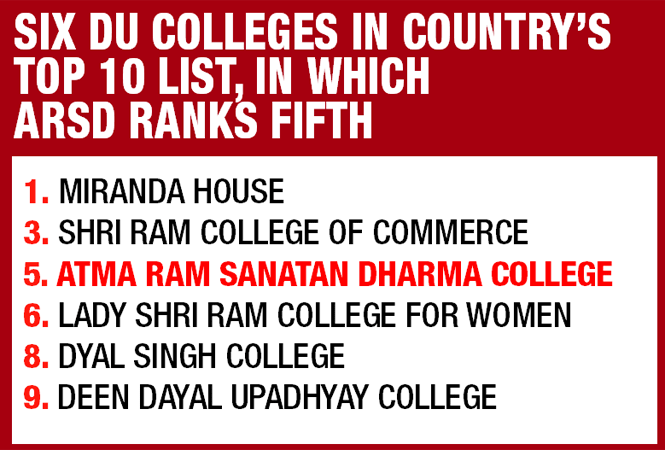 SIX DU COLLEGES IN COUNTRY'S
TOP 10 LIST, IN WHICH
ARSD RANKS FIFTH
1. MIRANDA HOUSE
3. SHRI RAM COLLEGE OF COMMERCE
5. ATMA RAM SANATAN DHARMA COLLEGE
6. LADY SHRI RAM COLLEGE FOR WOMEN
8. DYAL SINGH COLLEGE
9. DEEN DAYAL UPADHYAY COLLEGE